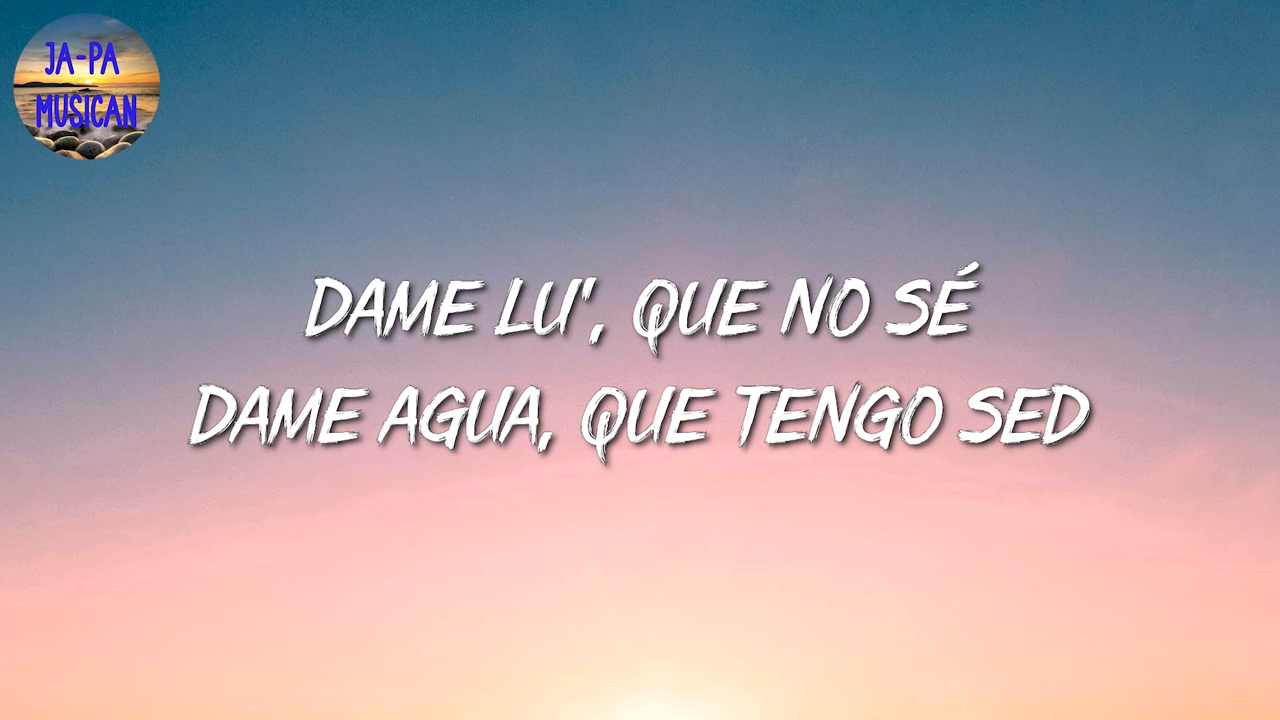 JA-PA
MUSICAN
DAME LU", QUE NO SÉ
DAME AGUA, QUE TENGO SED